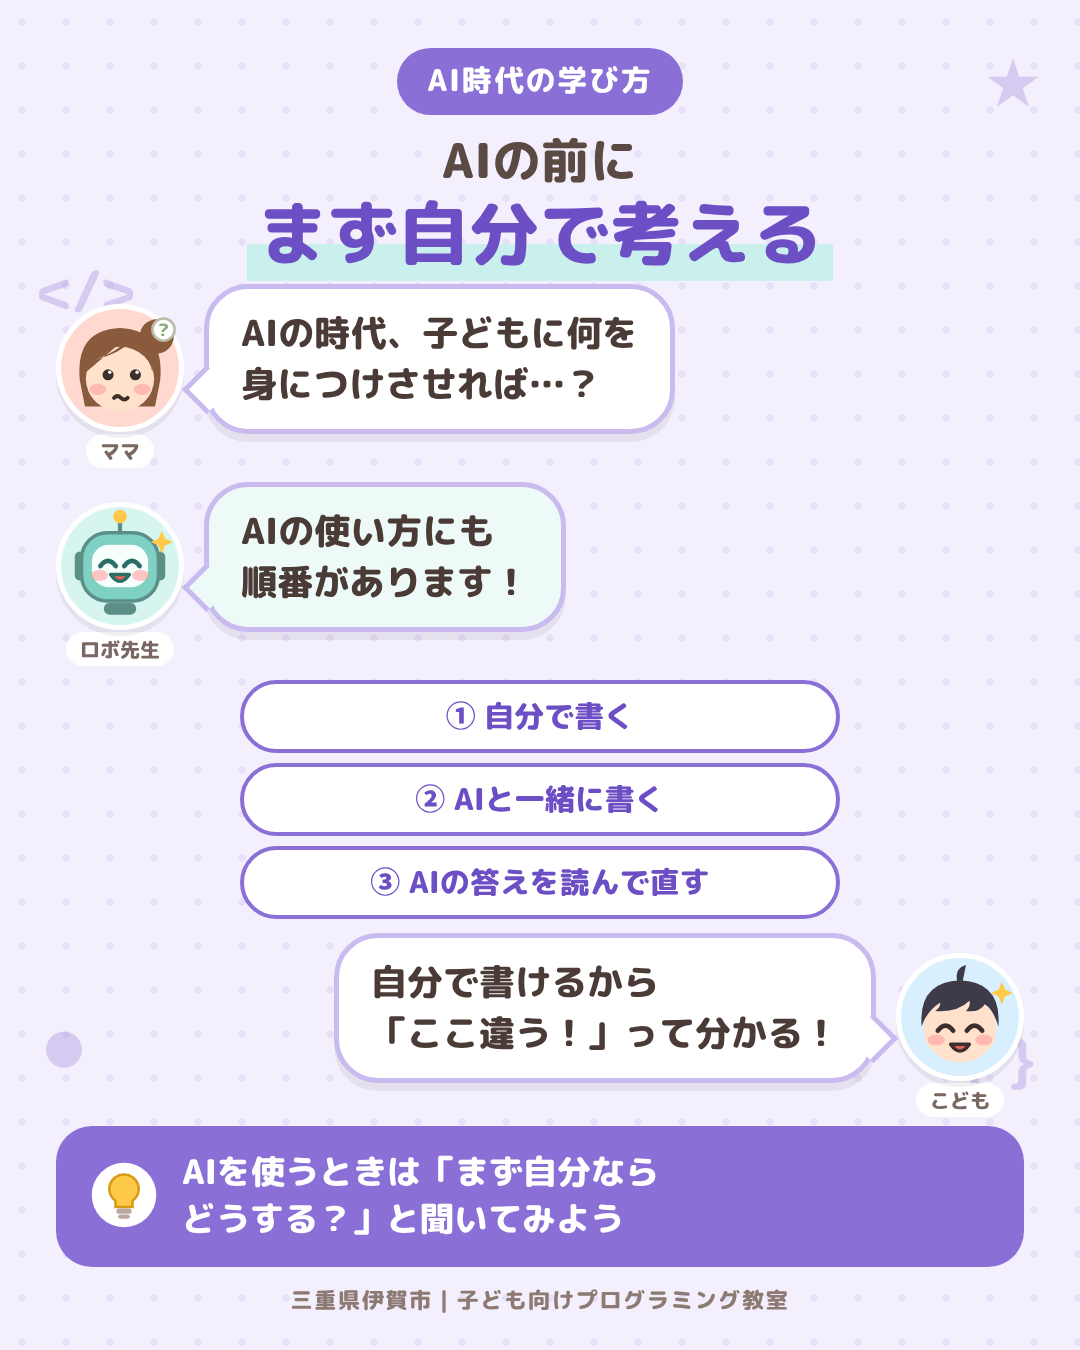 AI時代の学び方
AIの前に
まず自分で考える
</>
?
AIの時代、子どもに何を
身につけさせれば…？
ママ
AIの使い方にも
順番があります！
ロボ先生
① 自分で書く
② AIと一緒に書く
③ AIの答えを読んで直す
自分で書けるから
「ここ違う！」って分かる！
}
こども
AIを使うときは「まず自分なら
どうする？」と聞いてみよう
三重県伊賀市｜子ども向けプログラミング教室